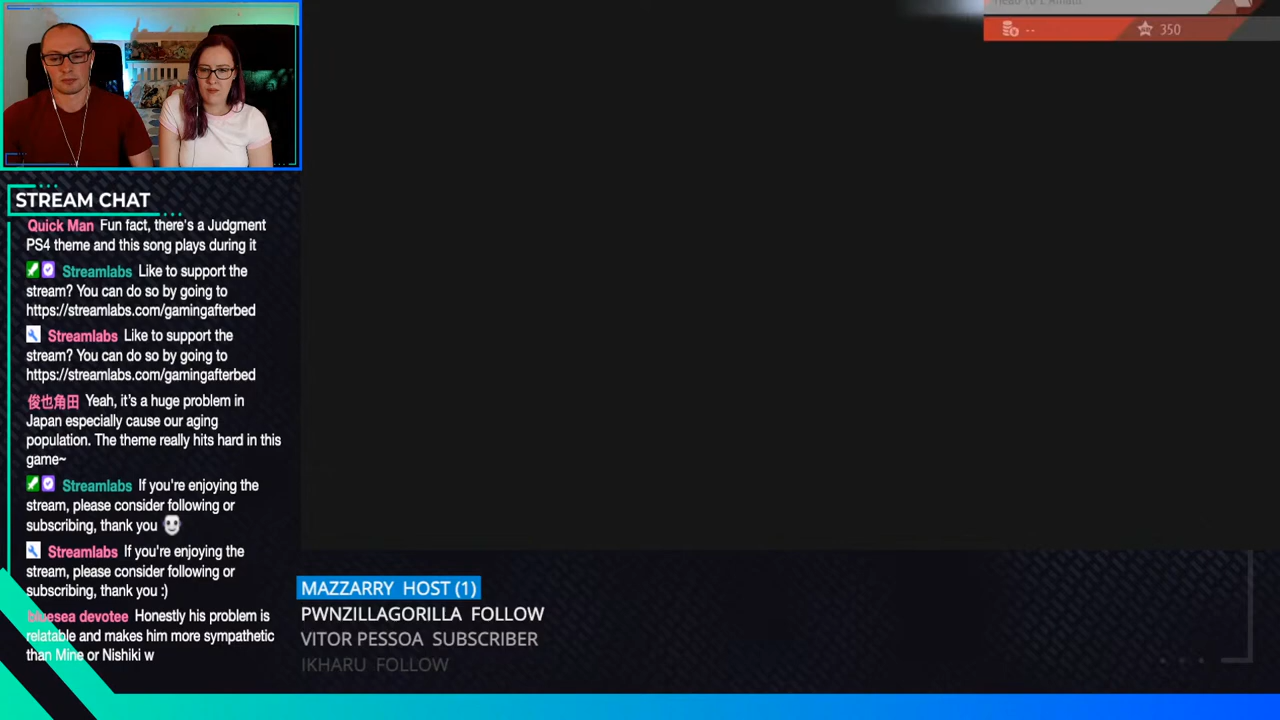 350
STREAM CHAT
Quick Man Fun fact, there's a Judgment
PS4 theme and this song plays during it
Streamlabs Like to support the
stream? You can do so by going to
https://streamlabs.com/gamingafterbed
Streamlabs Like to support the
stream? You can do so by going to
https://streamlabs.com/gamingafterbed
俊也角田 Yeah, it's a huge problem in
Japan especially cause our aging
population. The theme really hits hard in this
game~
Streamlabs If you're enjoying the
stream, please consider following or
subscribing, thank you
Streamlabs If you're enjoying the
stream, please consider following or
subscribing, thank you :)
bluesea devotee Honestly his problem is
relatable and makes him more sympathetic
than Mine or Nishiki w
MAZZARRY HOST (1)
PWNZILLAGORILLA FOLLOW
VITOR PESSOA SUBSCRIBER
IKHARU FOLLOW